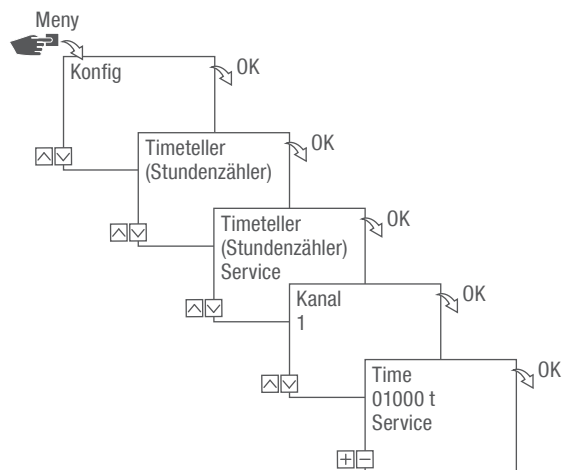 Meny
Konfig
OK
Timeteller
(Stundenzähler)
OK
Timeteller
(Stundenzähler)
Service
OK
Kanal
1
OK
Time
01000 t
Service
OK